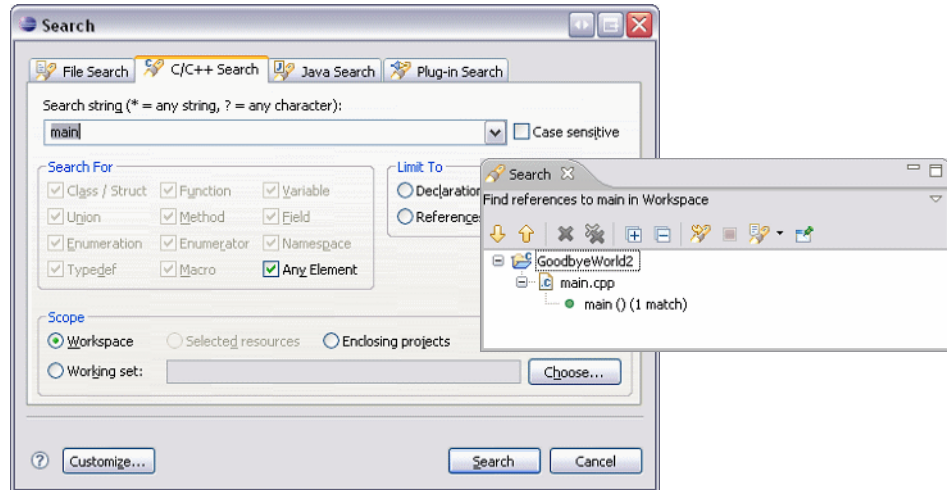 Search
File Search
C/C++ Search
Java Search
Plug-in Search
Search string (* = any string, ? = any character):
main
Case sensitive
Search For
Class / Struct
Function
Variable
Union
Method
Field
Enumeration
Enumerator
Namespace
Typedef
Macro
Any Element
Limit To
Declaration
References
Search
Find references to main in Workspace
GoodbyeWorld2
main.cpp
main () (1 match)
Scope
Workspace
Selected resources
Enclosing projects
Working set:
Choose...
Customize...
Search
Cancel